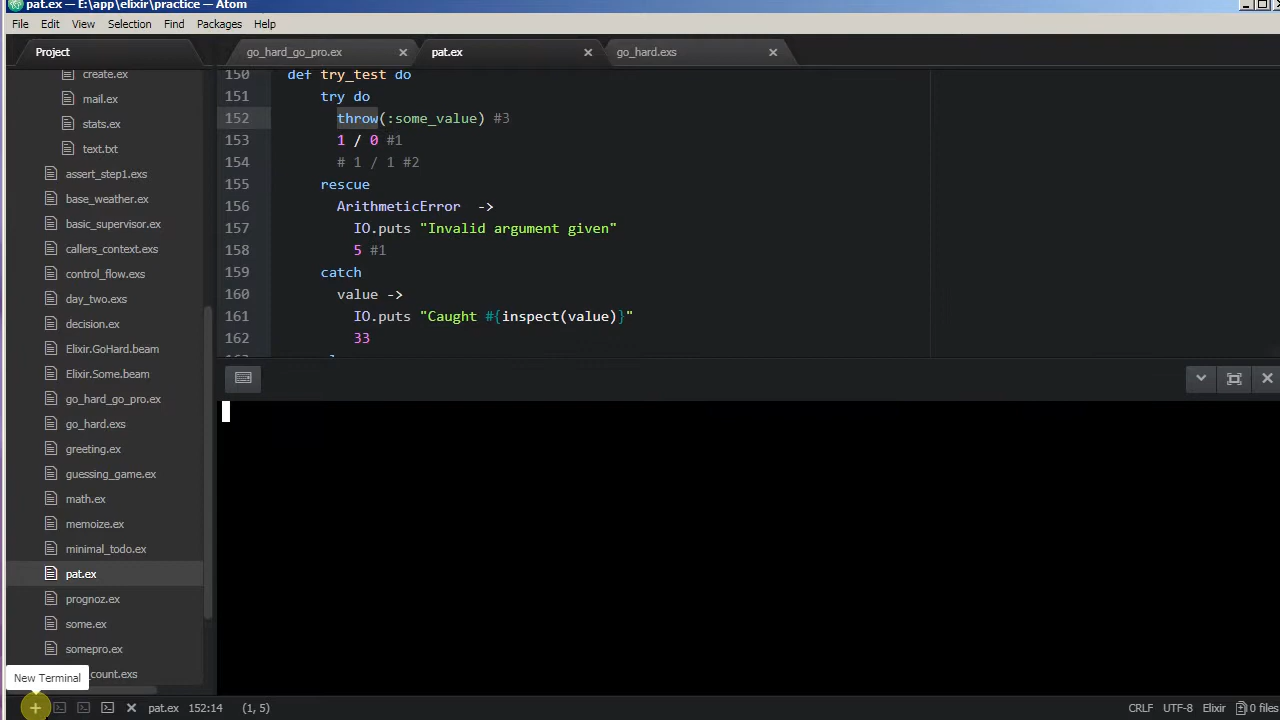 pat.ex — E:\app\elixir\practice — Atom
File Edit View Selection Find Packages Help
Project
go_hard_go_pro.ex
pat.ex
go_hard.exs
create.ex
mail.ex
stats.ex
text.txt
assert_step1.exs
base_weather.ex
basic_supervisor.ex
callers_context.exs
control_flow.exs
day_two.exs
decision.ex
Elixir.GoHard.beam
Elixir.Some.beam
go_hard_go_pro.ex
go_hard.exs
greeting.ex
guessing_game.ex
math.ex
memoize.ex
minimal_todo.ex
pat.ex
prognoz.ex
some.ex
somepro.ex
_count.exs
150 def try_test do
151 try do
152 throw(:some_value) #3
153 1 / 0 #1
154 # 1 / 1 #2
155 rescue
156 ArithmeticError ->
157 IO.puts "Invalid argument given"
158 5 #1
159 catch
160 value ->
161 IO.puts "Caught #{inspect(value)}"
162 33
New Terminal
pat.ex 152:14 (1, 5)
CRLF UTF-8 Elixir 0 files